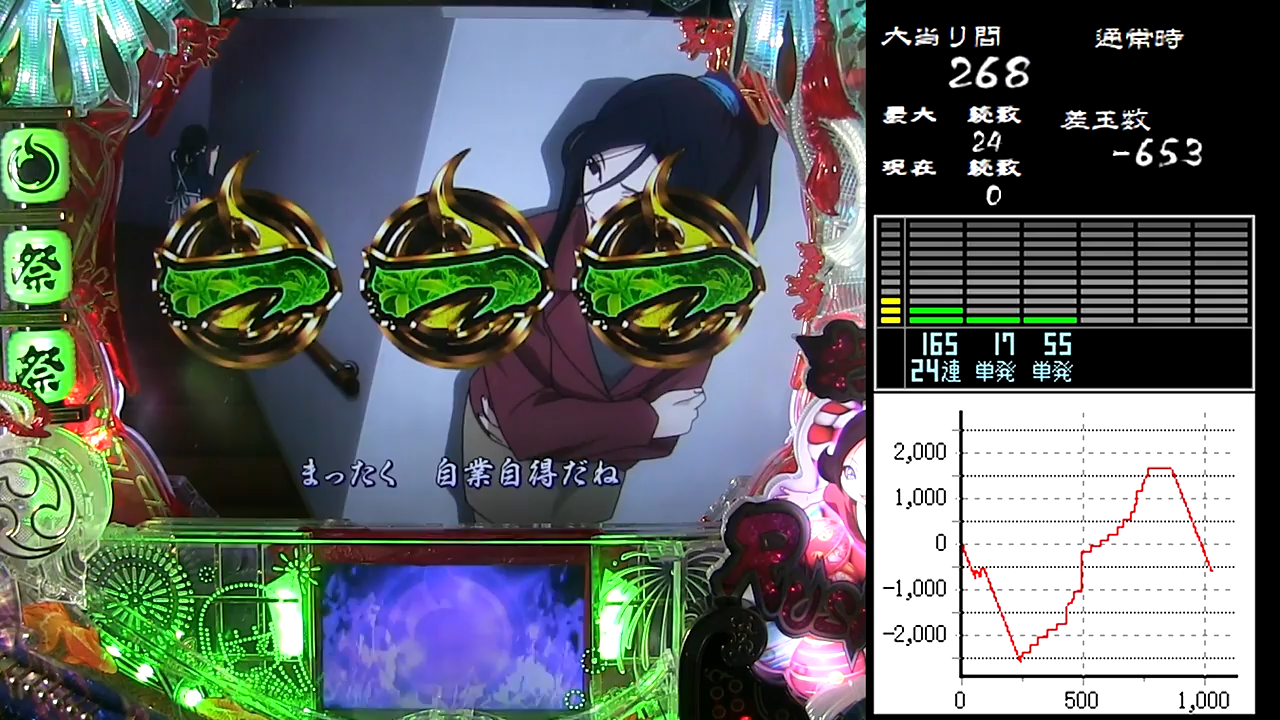 大当り間 通常時
268
最大 続数
24
差玉数
-653
現在 続数
0
祭
祭
まったく 自業自得だね
165 17 55
24連 単発 単発
2,000
1,000
0
-1,000
-2,000
0 500 1,000